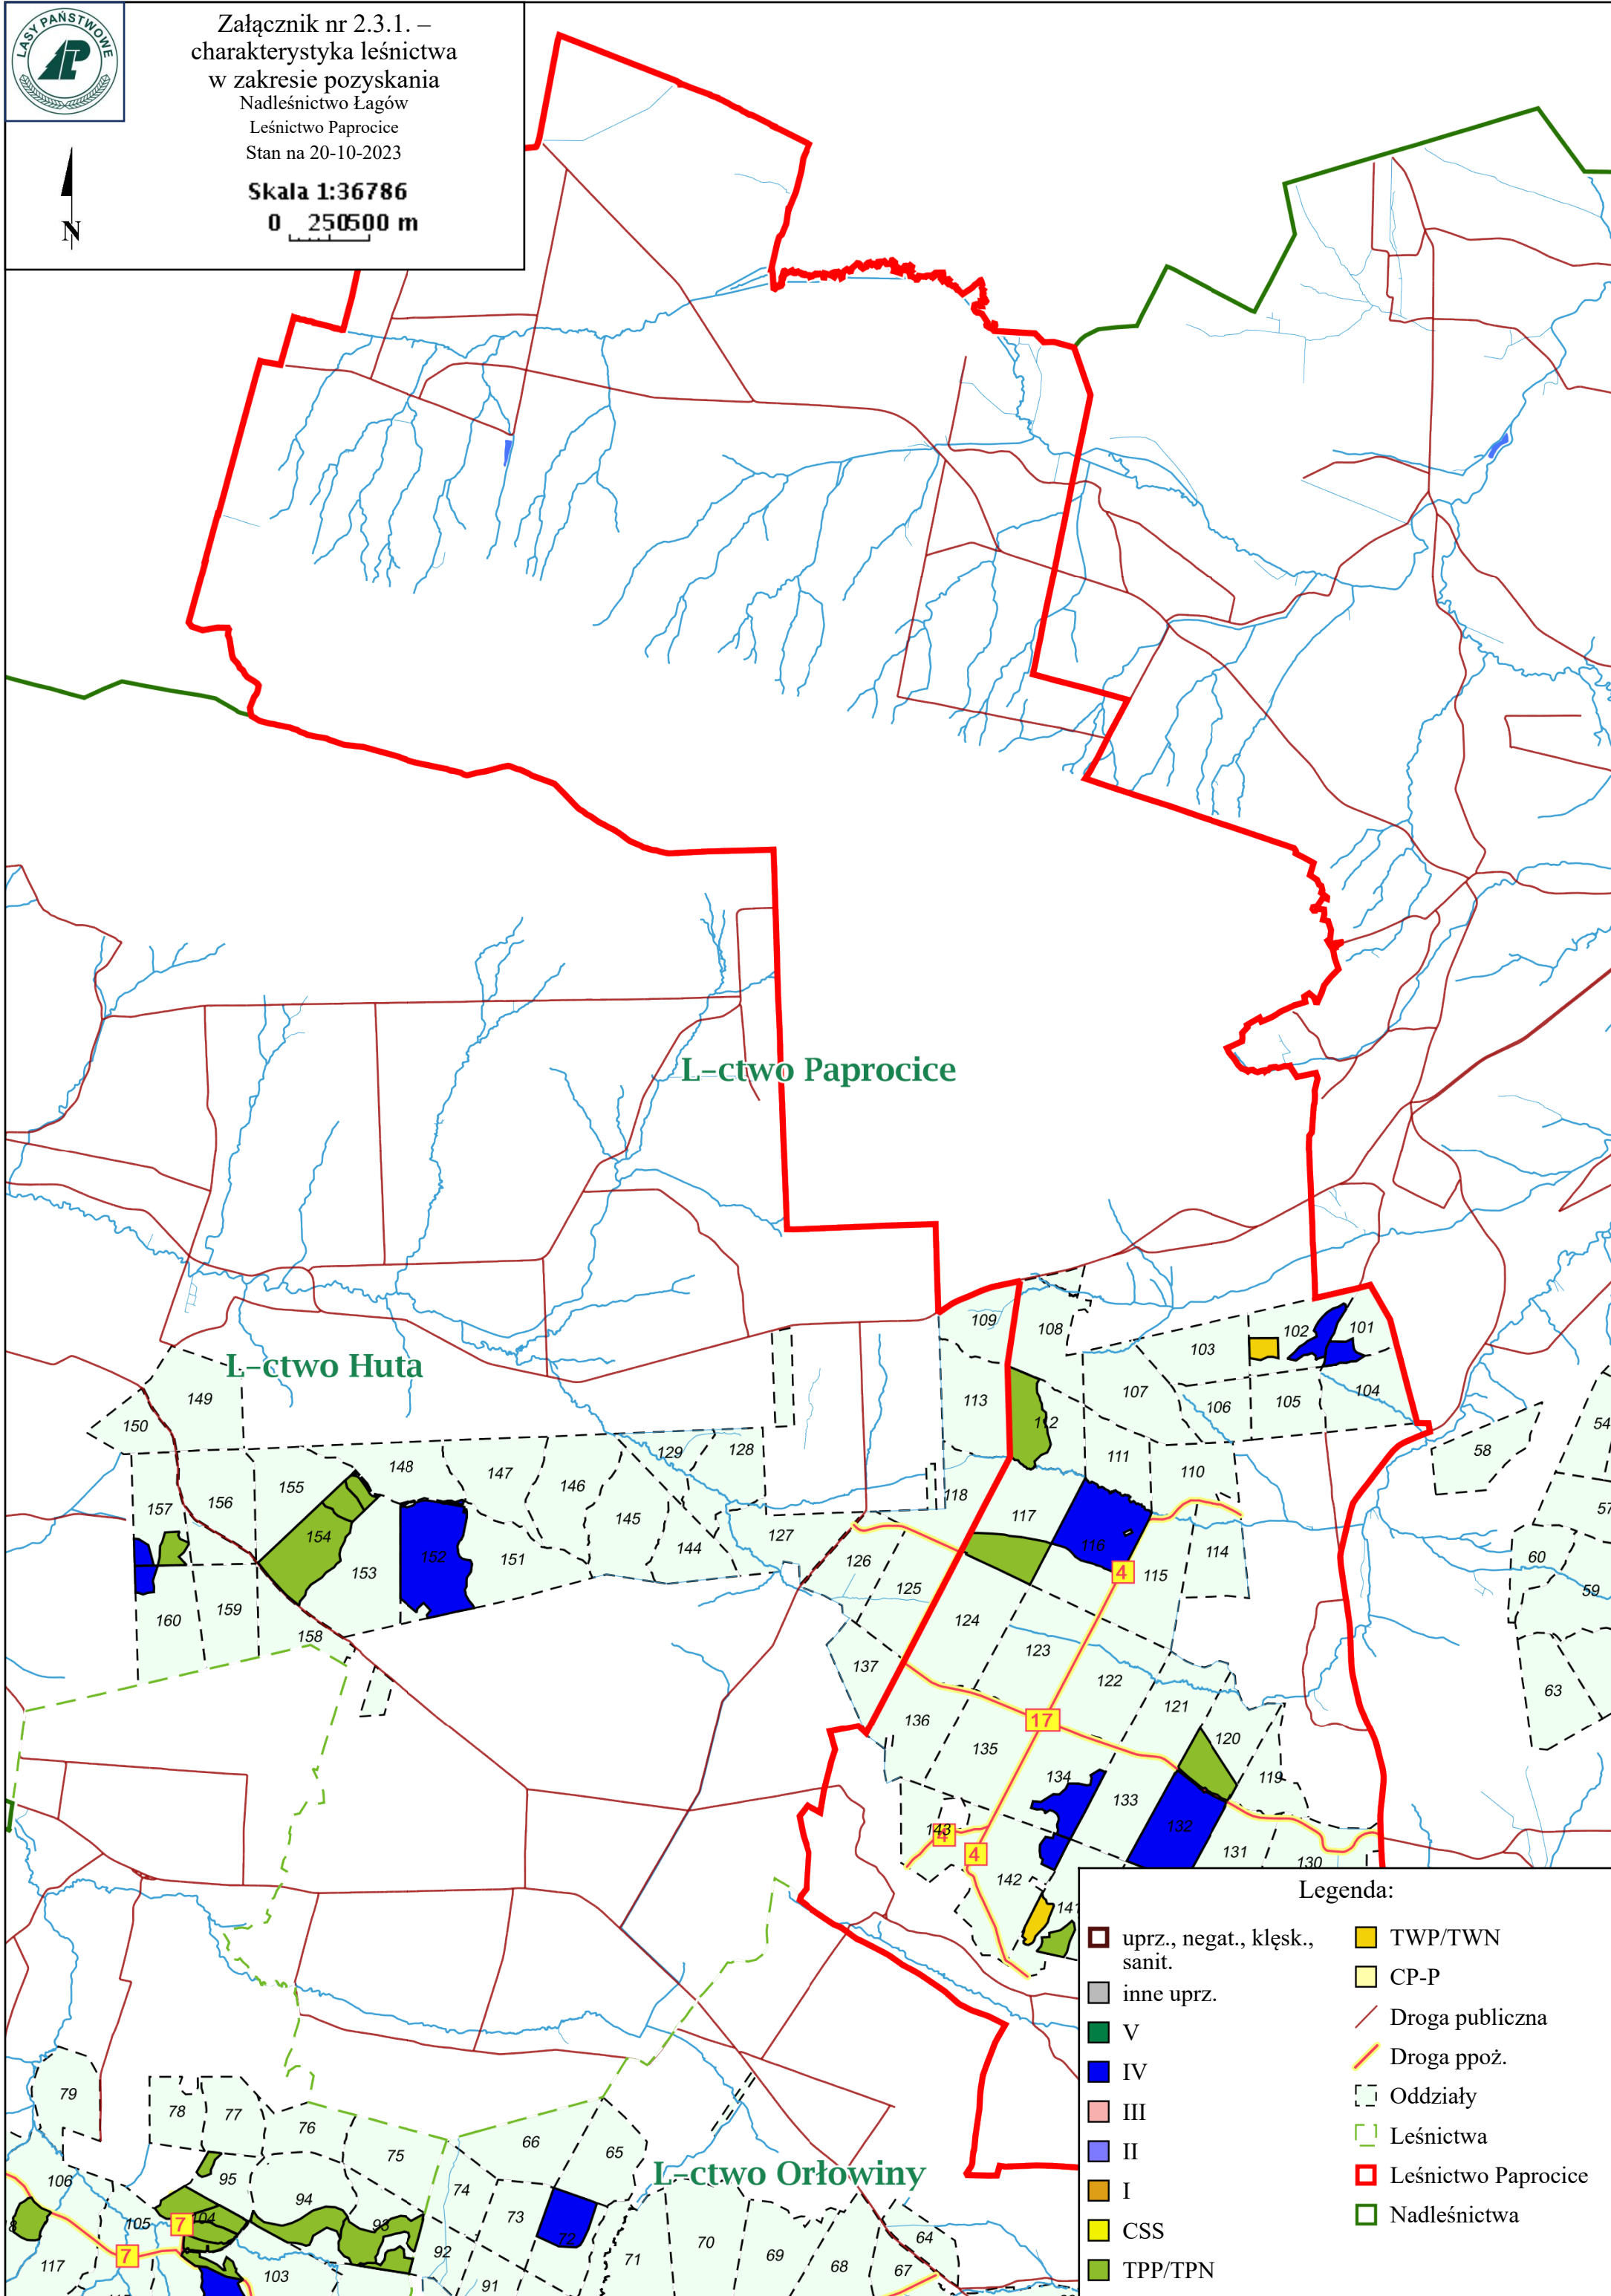 LASY PAŃSTWOWE
Załącznik nr 2.3.1. –
charakterystyka leśnictwa
w zakresie pozyskania
Nadleśnictwo Łagów
Leśnictwo Paprocice
Stan na 20-10-2023
Skala 1:36786
0 250500 m
N
L-ctwo Paprocice
L-ctwo Huta
109
108
103
102
101
113
112
107
106
105
104
149
150
58
54
148
147
146
129
128
111
110
155
156
157
118
117
116
57
154
153
152
151
145
144
127
126
125
4
115
114
60
59
160
159
158
124
123
137
122
121
63
136
17
135
120
134
119
133
143
4
4
132
131
130
142
141
79
78
77
76
75
66
65
L-ctwo Orłowiny
106
95
94
74
73
72
105
7
104
93
92
7
117
103
91
71
70
69
68
67
64
Legenda:
uprz., negat., klęsk.,
sanit.
inne uprz.
V
IV
III
II
I
CSS
TPP/TPN
TWP/TWN
CP-P
Droga publiczna
Droga ppoż.
Oddziały
Leśnictwa
Leśnictwo Paprocice
Nadleśnictwa